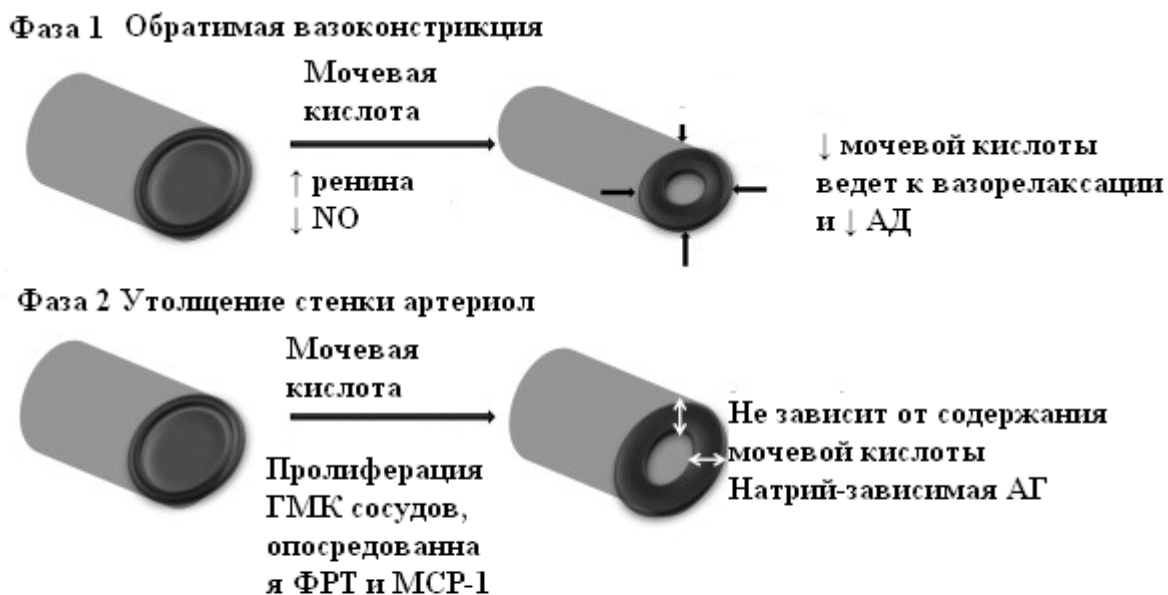 Фаза 1 Обратимая вазоконстрикция
Мочевая
кислота
↑ ренина
↓ NO
↓ мочевой кислоты
ведет к вазорелаксации
и ↓ АД
Фаза 2 Утолщение стенки артериол
Мочевая
кислота
Пролиферация
ГМК сосудов,
опосредованна
я ФРТ и МСР-1
Не зависит от содержания
мочевой кислоты
Натрий-зависимая АГ